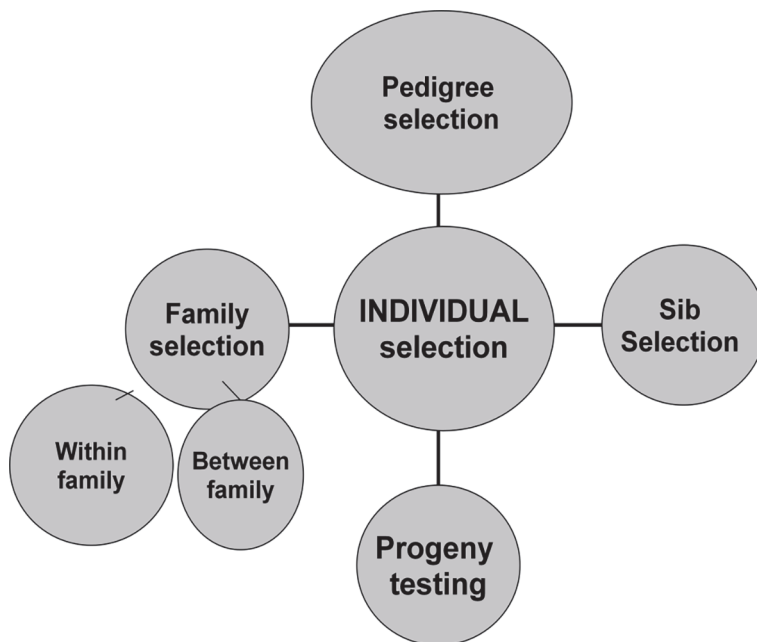 Pedigree
selection
Family
selection
INDIVIDUAL
selection
Sib
Selection
Within
family
Between
family
Progeny
testing